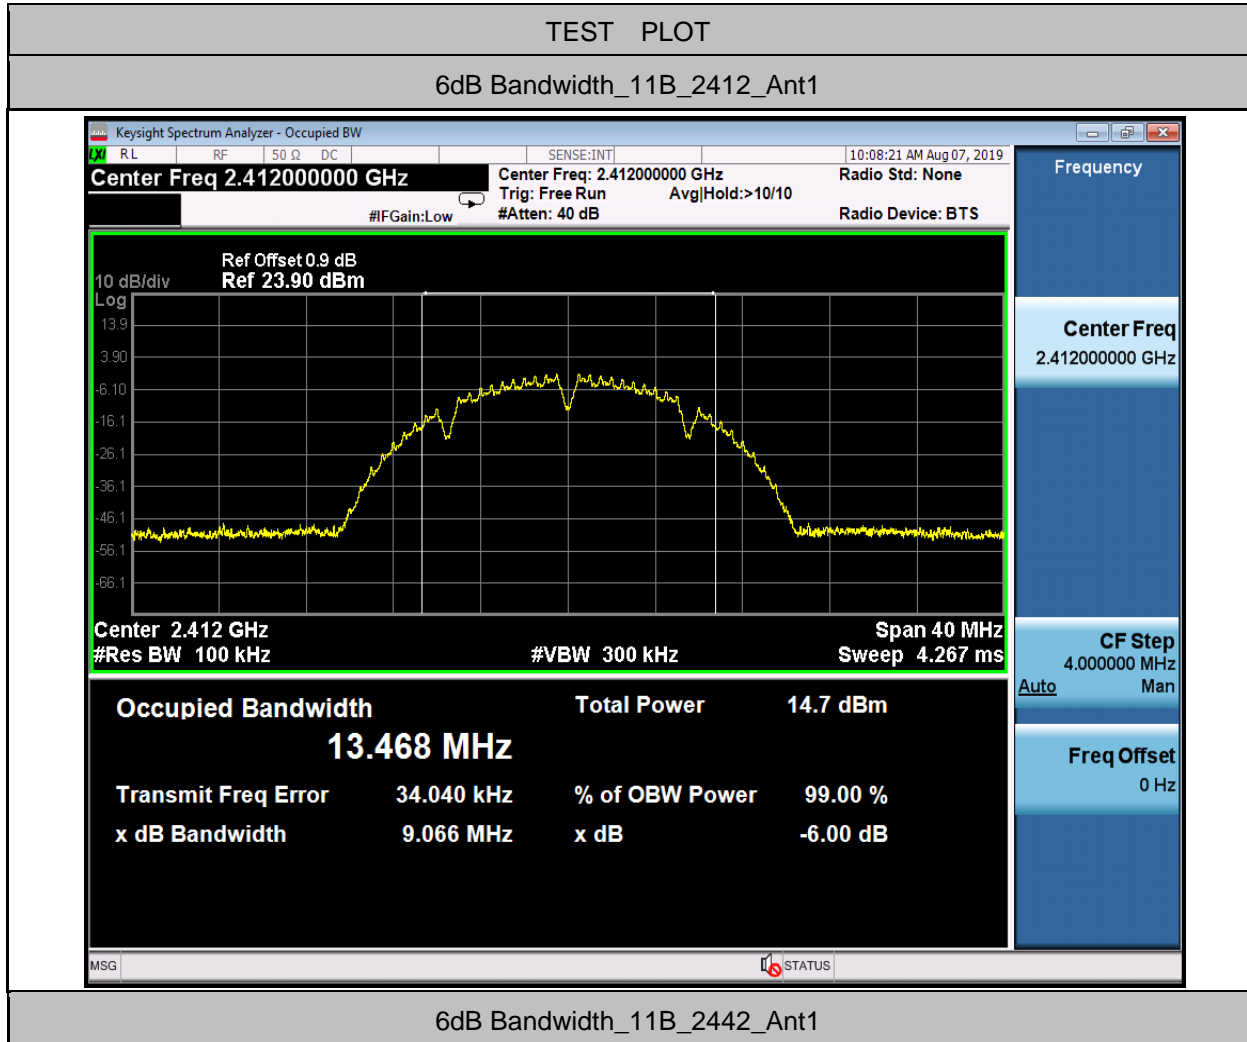 TEST PLOT
6dB Bandwidth_11B_2412_Ant1
Keysight Spectrum Analyzer - Occupied BW
LXI RL RF 50 Ω DC SENSE:INT 10:08:21 AM Aug 07, 2019
Center Freq 2.412000000 GHz
Center Freq: 2.412000000 GHz Radio Std: None
Trig: Free Run Avg|Hold:>10/10
#IFGain:Low #Atten: 40 dB Radio Device: BTS
Ref Offset 0.9 dB
10 dB/div Ref 23.90 dBm
Log
13.9
3.90
-6.10
-16.1
-26.1
-36.1
-46.1
-56.1
-66.1
Center 2.412 GHz Span 40 MHz
#Res BW 100 kHz #VBW 300 kHz Sweep 4.267 ms
Occupied Bandwidth Total Power 14.7 dBm
13.468 MHz
Transmit Freq Error 34.040 kHz % of OBW Power 99.00 %
x dB Bandwidth 9.066 MHz x dB -6.00 dB
Frequency
Center Freq
2.412000000 GHz
CF Step
4.000000 MHz
Auto Man
Freq Offset
0 Hz
MSG STATUS
6dB Bandwidth_11B_2442_Ant1